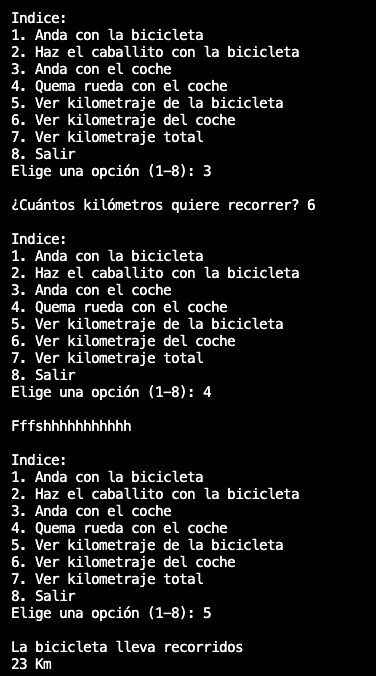 Indice:
1. Anda con la bicicleta
2. Haz el caballito con la bicicleta
3. Anda con el coche
4. Quema rueda con el coche
5. Ver kilometraje de la bicicleta
6. Ver kilometraje del coche
7. Ver kilometraje total
8. Salir
Elige una opción (1-8): 3
¿Cuántos kilómetros quiere recorrer? 6
Indice:
1. Anda con la bicicleta
2. Haz el caballito con la bicicleta
3. Anda con el coche
4. Quema rueda con el coche
5. Ver kilometraje de la bicicleta
6. Ver kilometraje del coche
7. Ver kilometraje total
8. Salir
Elige una opción (1-8): 4
Fffshhhhhhhhhhh
Indice:
1. Anda con la bicicleta
2. Haz el caballito con la bicicleta
3. Anda con el coche
4. Quema rueda con el coche
5. Ver kilometraje de la bicicleta
6. Ver kilometraje del coche
7. Ver kilometraje total
8. Salir
Elige una opción (1-8): 5
La bicicleta lleva recorridos
23 Km